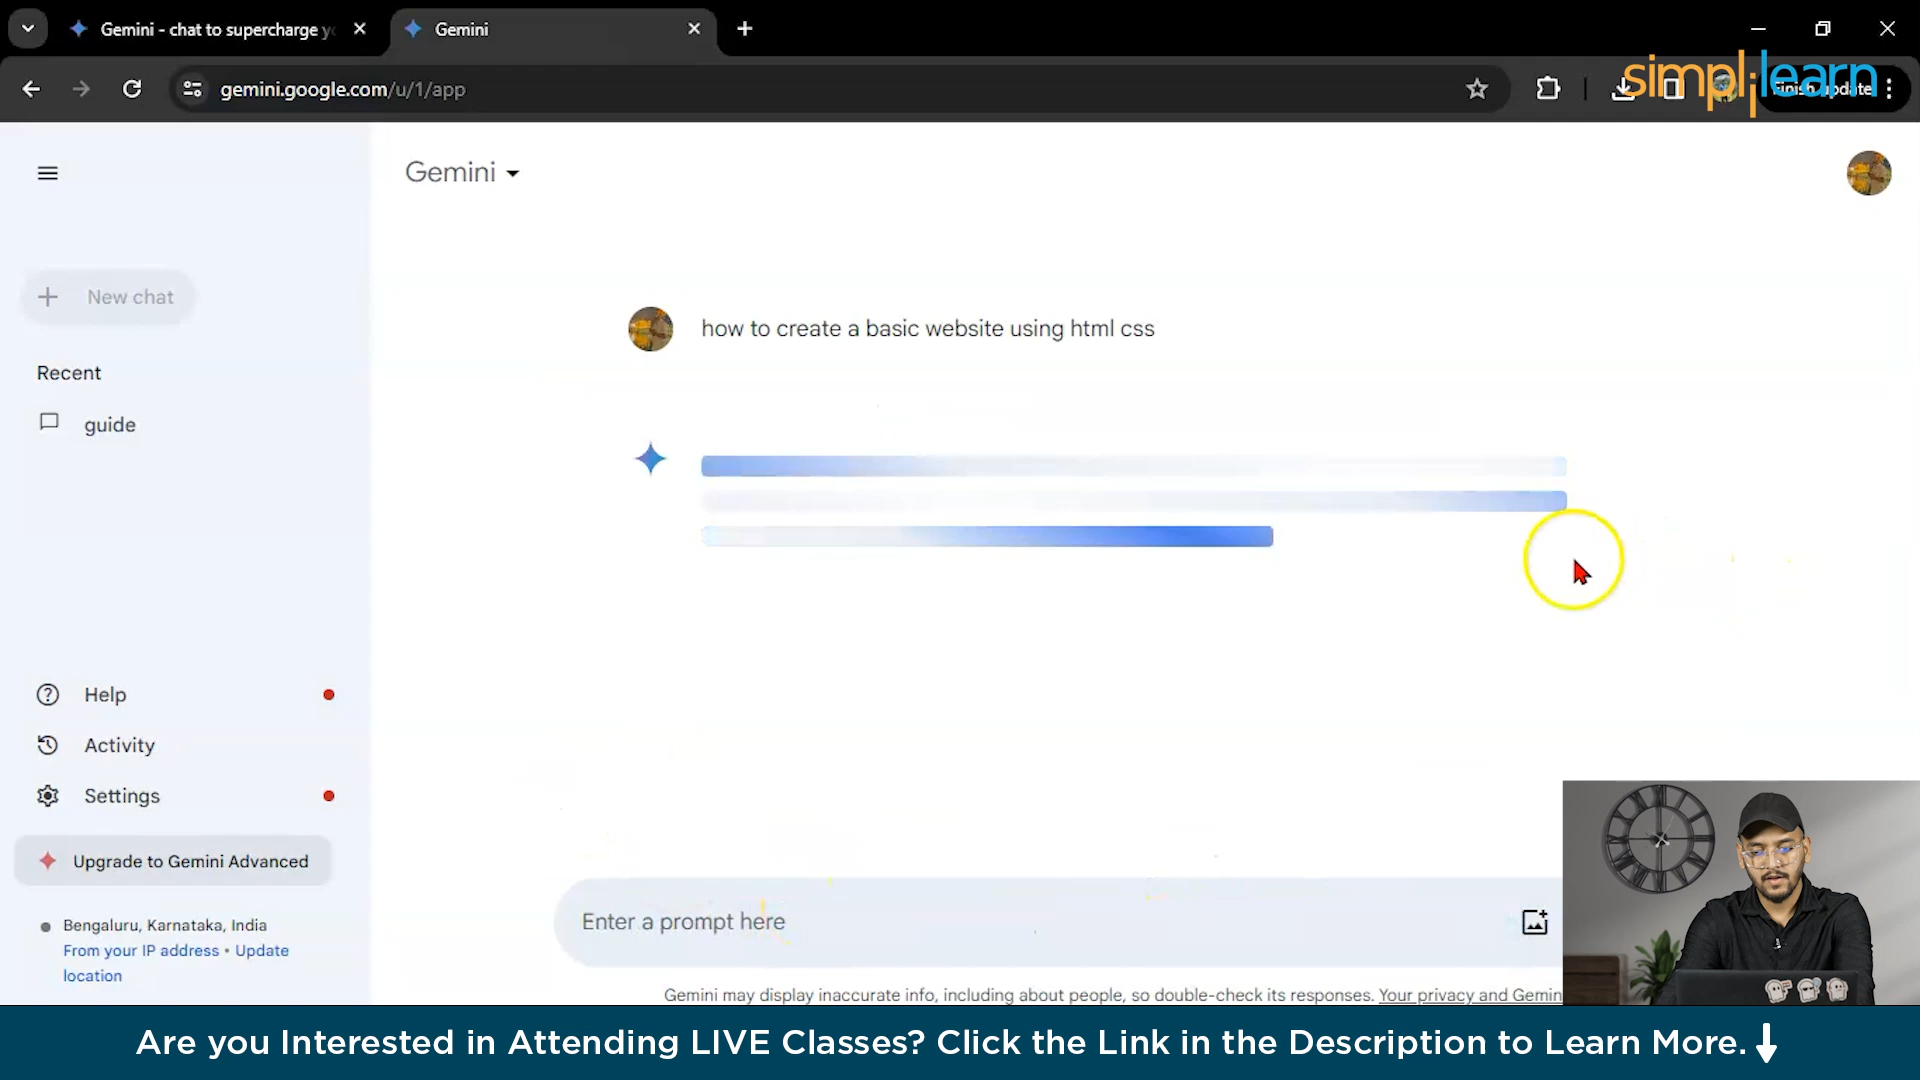 Gemini - chat to supercharge y
Gemini
gemini.google.com/u/1/app
simplilearn
Finish update
Gemini
New chat
how to create a basic website using html css
Recent
guide
Help
Activity
Settings
Upgrade to Gemini Advanced
Bengaluru, Karnataka, India
From your IP address • Update
location
Enter a prompt here
Gemini may display inaccurate info, including about people, so double-check its responses. Your privacy and Gemin
Are you Interested in Attending LIVE Classes? Click the Link in the Description to Learn More.